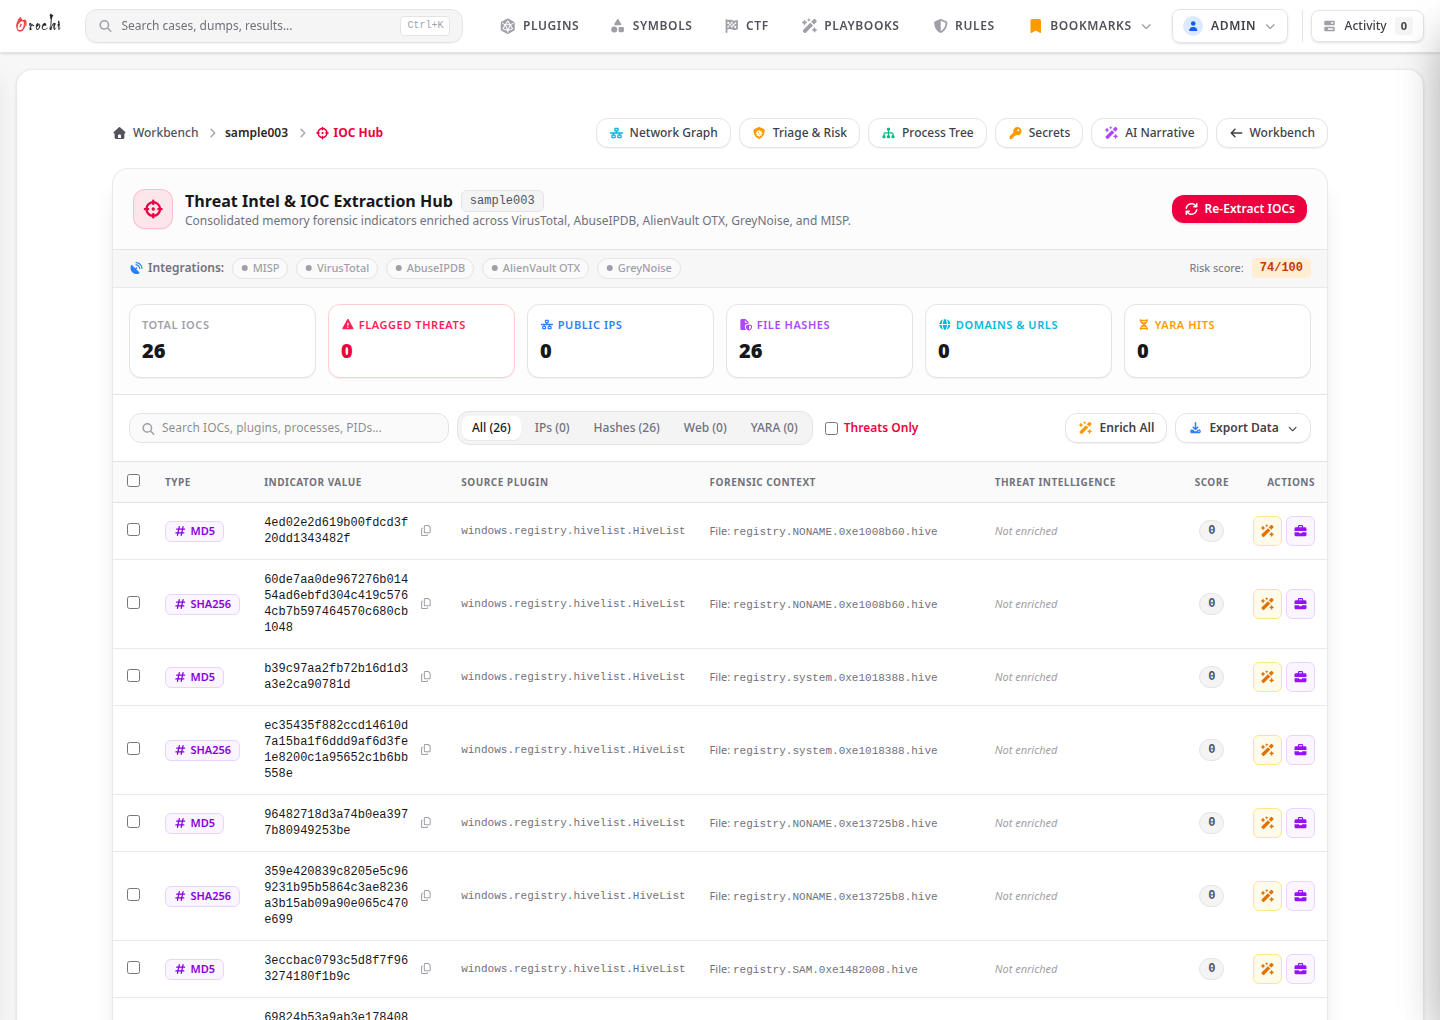 Orochi
Search cases, dumps, results...
Ctrl+K
PLUGINS
SYMBOLS
CTF
PLAYBOOKS
RULES
BOOKMARKS
ADMIN
Activity 0
Workbench
sample003
IOC Hub
Network Graph
Triage & Risk
Process Tree
Secrets
AI Narrative
Workbench
Threat Intel & IOC Extraction Hub sample003
Consolidated memory forensic indicators enriched across VirusTotal, AbuseIPDB, AlienVault OTX, GreyNoise, and MISP.
Re-Extract IOCs
Integrations: MISP VirusTotal AbuseIPDB AlienVault OTX GreyNoise
Risk score: 74/100
TOTAL IOCS
26
FLAGGED THREATS
0
PUBLIC IPS
0
FILE HASHES
26
DOMAINS & URLS
0
YARA HITS
0
Search IOCs, plugins, processes, PIDs...
All (26) IPs (0) Hashes (26) Web (0) YARA (0)
Threats Only
Enrich All
Export Data
TYPE INDICATOR VALUE SOURCE PLUGIN FORENSIC CONTEXT THREAT INTELLIGENCE SCORE ACTIONS
# MD5
4ed02e2d619b00fdcd3f
20dd1343482f
windows.registry.hivelist.HiveList
File: registry.NONAME.0xe1008b60.hive
Not enriched
0
# SHA256
60de7aa0de967276b014
54ad6ebfd304c419c576
4cb7b597464570c680cb
1048
windows.registry.hivelist.HiveList
File: registry.NONAME.0xe1008b60.hive
Not enriched
0
# MD5
b39c97aa2fb72b16d1d3
a3e2ca90781d
windows.registry.hivelist.HiveList
File: registry.system.0xe1018388.hive
Not enriched
0
# SHA256
ec35435f882ccd14610d
7a15ba1f6ddd9af6d3fe
1e8200c1a95652c1b6bb
558e
windows.registry.hivelist.HiveList
File: registry.system.0xe1018388.hive
Not enriched
0
# MD5
96482718d3a74b0ea397
7b80949253be
windows.registry.hivelist.HiveList
File: registry.NONAME.0xe13725b8.hive
Not enriched
0
# SHA256
359e420839c8205e5c96
9231b95b5864c3ae8236
a3b15ab09a90e065c470
e699
windows.registry.hivelist.HiveList
File: registry.NONAME.0xe13725b8.hive
Not enriched
0
# MD5
3eccbac0793c5d8f7f96
3274180f1b9c
windows.registry.hivelist.HiveList
File: registry.SAM.0xe1482008.hive
Not enriched
0
69824b53a9ab3e178408